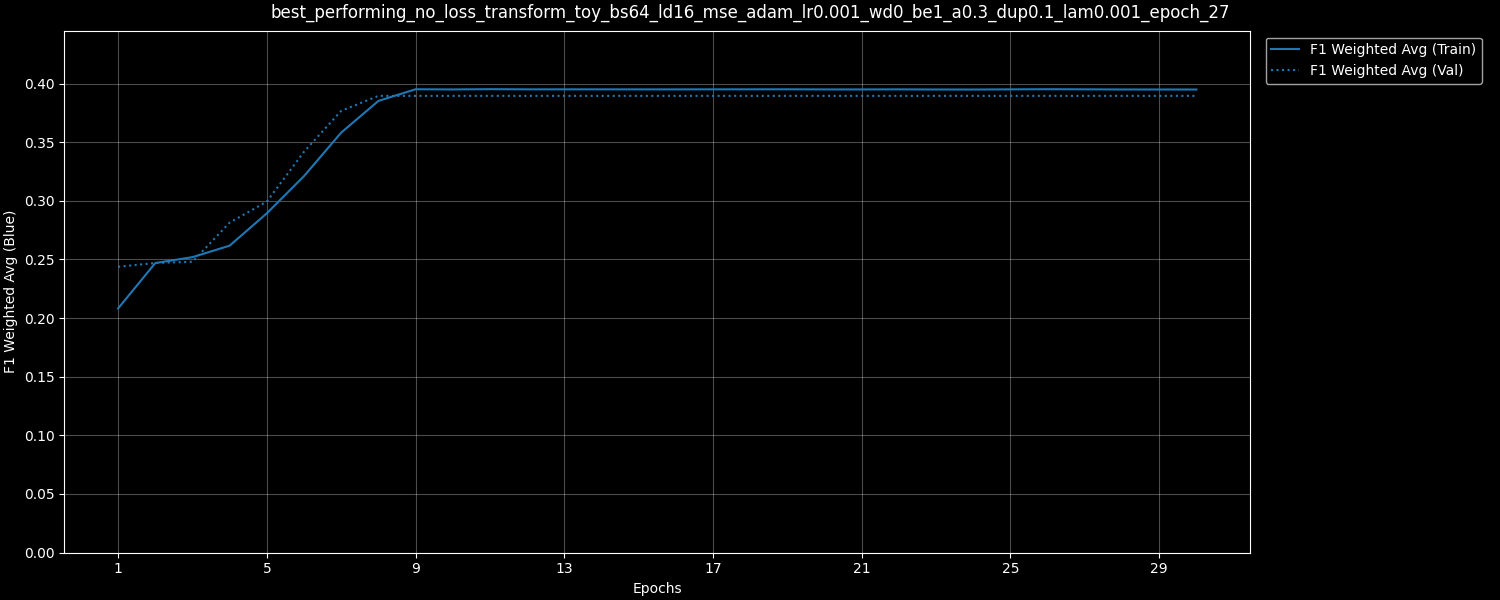 best_performing_no_loss_transform_toy_bs64_ld16_mse_adam_lr0.001_wd0_be1_a0.3_dup0.1_lam0.001_epoch_27
F1 Weighted Avg (Train)
F1 Weighted Avg (Val)
F1 Weighted Avg (Blue)
0.40
0.35
0.30
0.25
0.20
0.15
0.10
0.05
0.00
1 5 9 13 17 21 25 29
Epochs